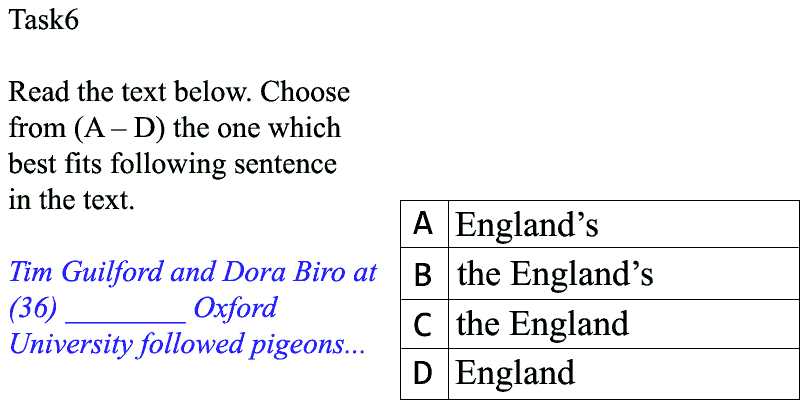 Task6
Read the text below. Choose
from (A – D) the one which
best fits following sentence
in the text.
Tim Guilford and Dora Biro at
(36) ________ Oxford
University followed pigeons...
A England’s
B the England’s
C the England
D England